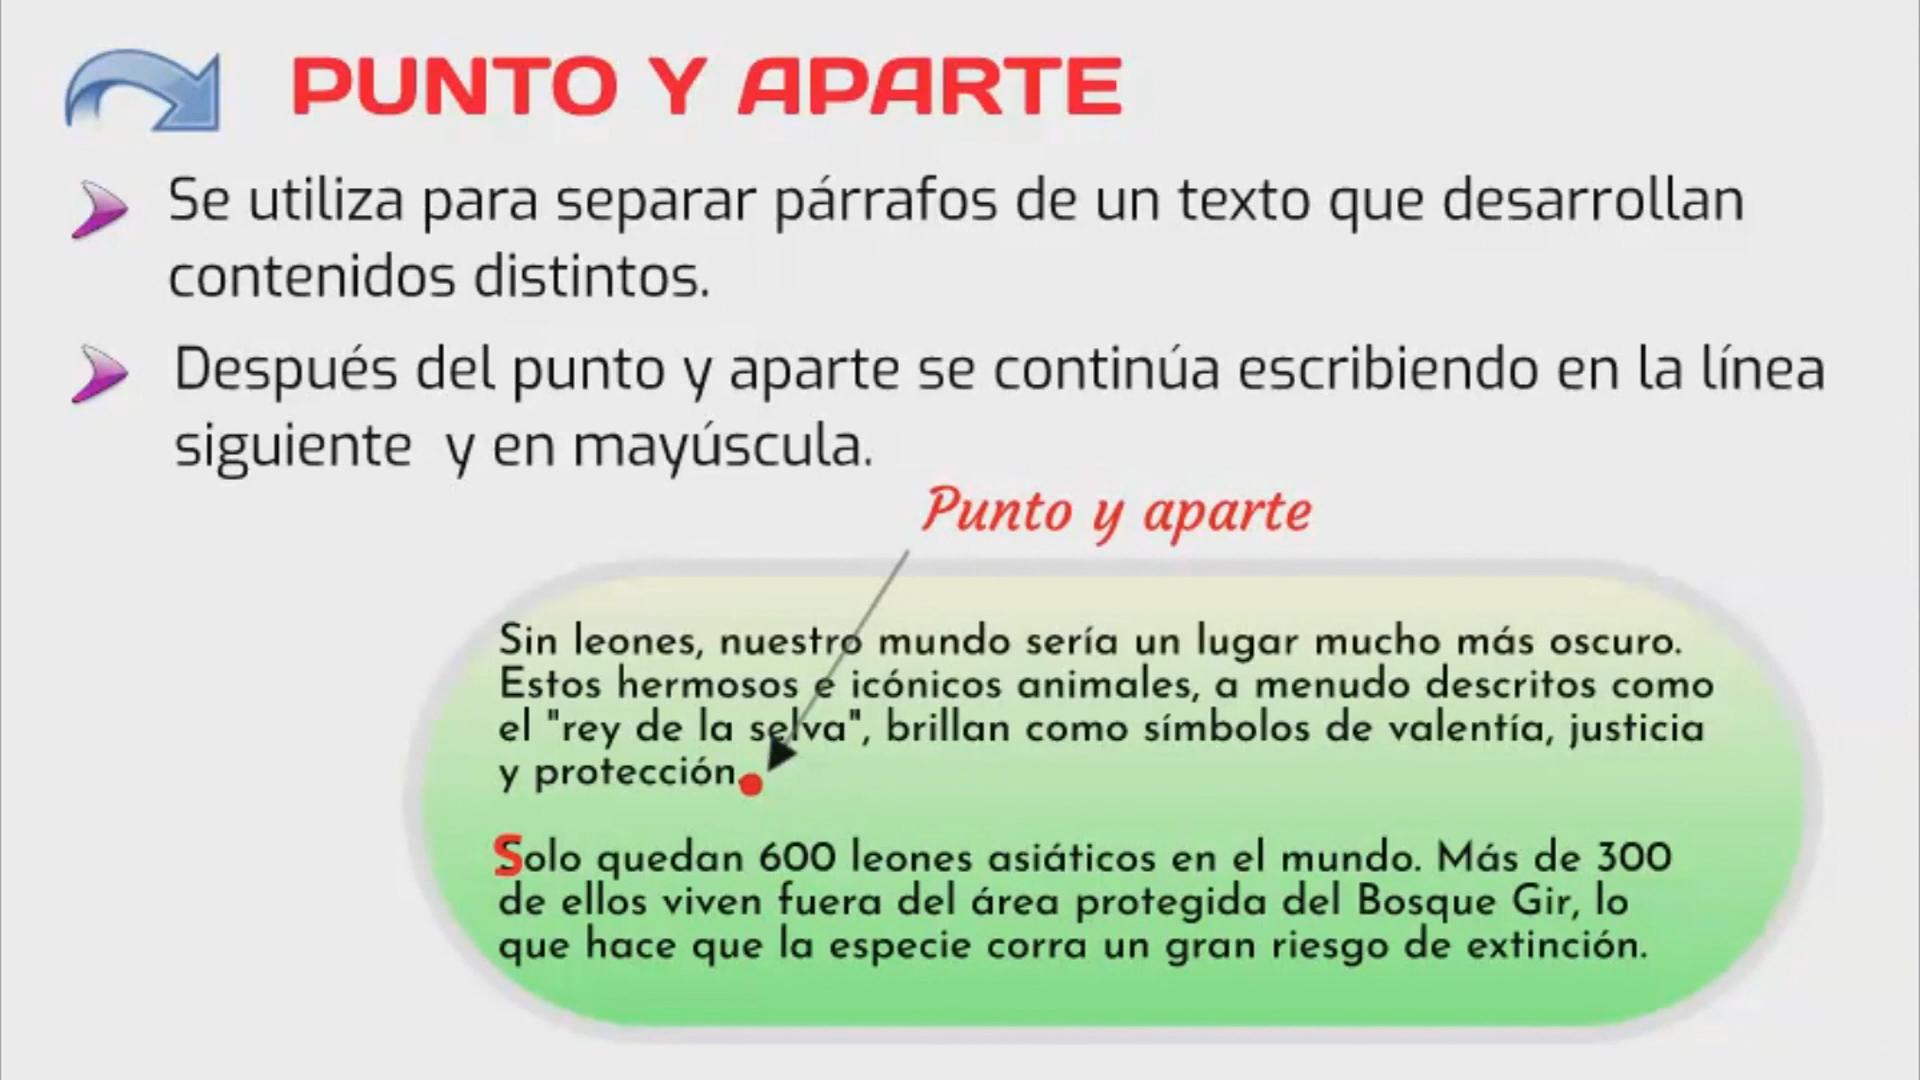 PUNTO Y APARTE
Se utiliza para separar párrafos de un texto que desarrollan
contenidos distintos.
Después del punto y aparte se continúa escribiendo en la línea
siguiente y en mayúscula.
Punto y aparte
Sin leones, nuestro mundo sería un lugar mucho más oscuro.
Estos hermosos e icónicos animales, a menudo descritos como
el "rey de la selva", brillan como símbolos de valentía, justicia
y protección.
Solo quedan 600 leones asiáticos en el mundo. Más de 300
de ellos viven fuera del área protegida del Bosque Gir, lo
que hace que la especie corra un gran riesgo de extinción.